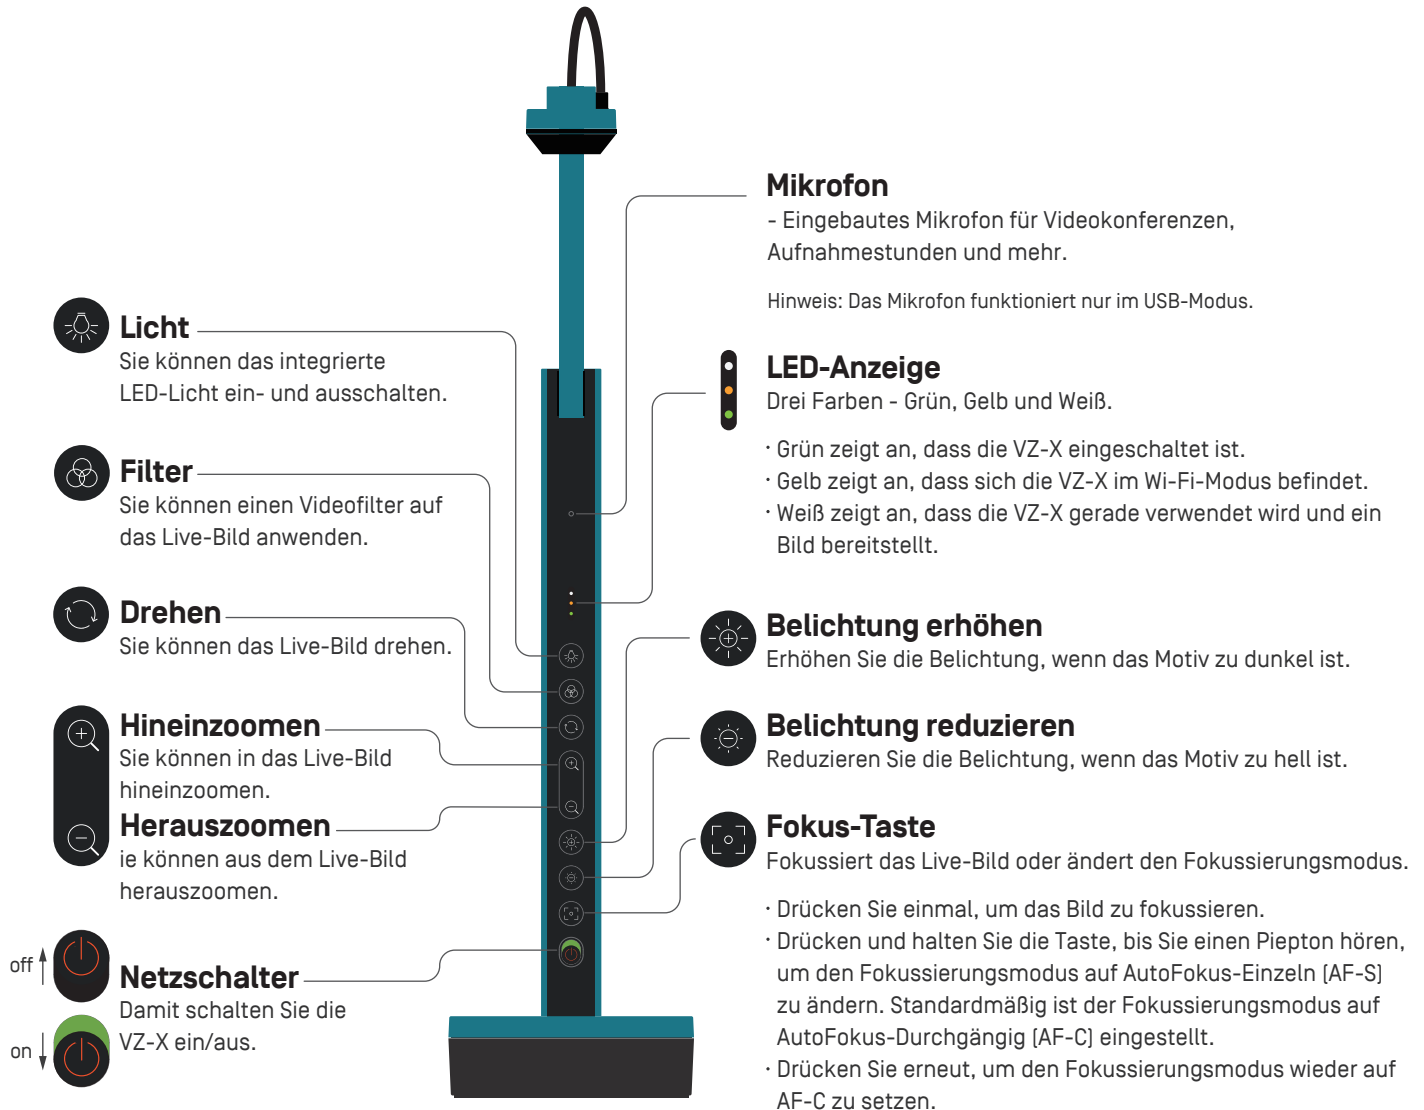 Licht
Sie können das integrierte
LED-Licht ein- und ausschalten.
Filter
Sie können einen Videofilter auf
das Live-Bild anwenden.
Drehen
Sie können das Live-Bild drehen.
Hineinzoomen
Sie können in das Live-Bild
hineinzoomen.
Herauszoomen
ie können aus dem Live-Bild
herauszoomen.
off
on
Netzschalter
Damit schalten Sie die
VZ-X ein/aus.
Mikrofon
- Eingebautes Mikrofon für Videokonferenzen,
Aufnahmestunden und mehr.
Hinweis: Das Mikrofon funktioniert nur im USB-Modus.
LED-Anzeige
Drei Farben - Grün, Gelb und Weiß.
· Grün zeigt an, dass die VZ-X eingeschaltet ist.
· Gelb zeigt an, dass sich die VZ-X im Wi-Fi-Modus befindet.
· Weiß zeigt an, dass die VZ-X gerade verwendet wird und ein
Bild bereitstellt.
Belichtung erhöhen
Erhöhen Sie die Belichtung, wenn das Motiv zu dunkel ist.
Belichtung reduzieren
Reduzieren Sie die Belichtung, wenn das Motiv zu hell ist.
Fokus-Taste
Fokussiert das Live-Bild oder ändert den Fokussierungsmodus.
· Drücken Sie einmal, um das Bild zu fokussieren.
· Drücken und halten Sie die Taste, bis Sie einen Piepton hören,
um den Fokussierungsmodus auf AutoFokus-Einzeln (AF-S)
zu ändern. Standardmäßig ist der Fokussierungsmodus auf
AutoFokus-Durchgängig (AF-C) eingestellt.
· Drücken Sie erneut, um den Fokussierungsmodus wieder auf
AF-C zu setzen.